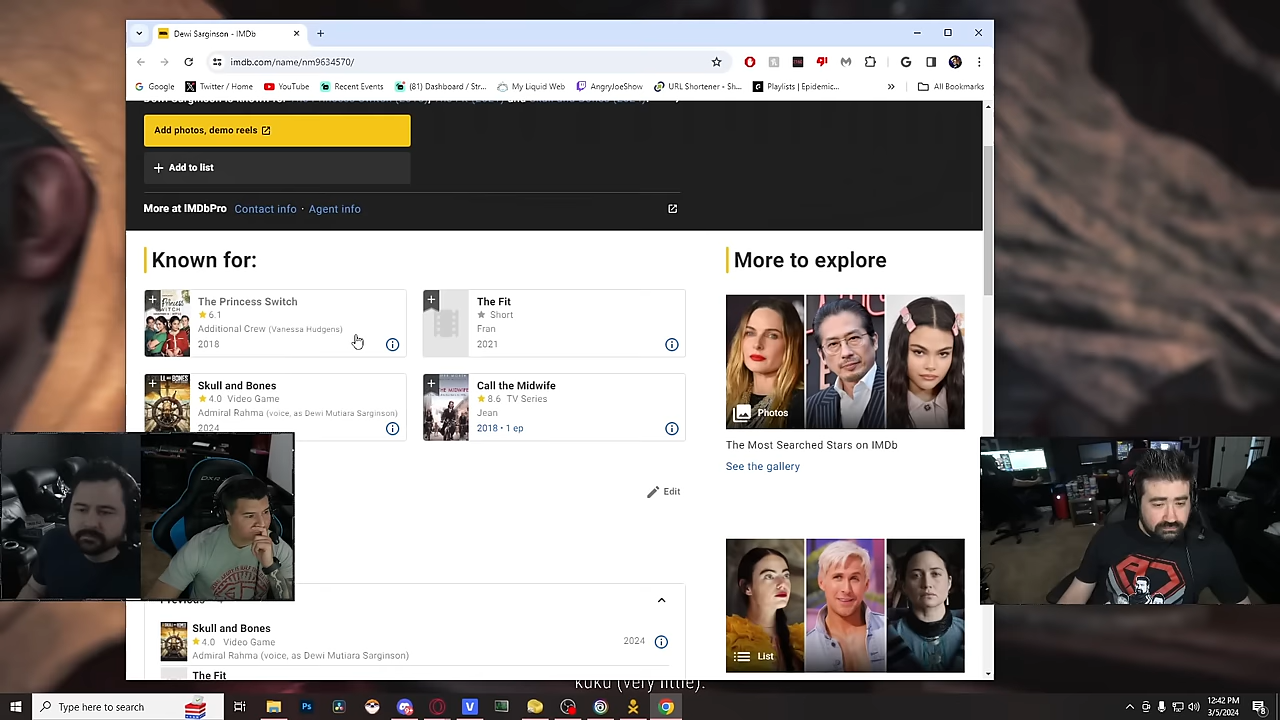 Dewi Sarginson - IMDb
imdb.com/name/nm9634570/
Google
Twitter / Home
YouTube
Recent Events
(81) Dashboard / Str...
My Liquid Web
AngryJoeShow
URL Shortener - Sh...
Playlists | Epidemic...
»
All Bookmarks
Add photos, demo reels
+ Add to list
More at IMDbPro Contact info · Agent info
Known for:
The Princess Switch
6.1
Additional Crew (Vanessa Hudgens)
2018
The Fit
Short
Fran
2021
Skull and Bones
4.0 Video Game
Admiral Rahma (voice, as Dewi Mutiara Sarginson)
2024
Call the Midwife
8.6 TV Series
Jean
2018 · 1 ep
Edit
More to explore
Photos
The Most Searched Stars on IMDb
See the gallery
List
Previous
Skull and Bones
4.0 Video Game
Admiral Rahma (voice, as Dewi Mutiara Sarginson)
2024
The Fit
kuku (very little).
Type here to search
12:42 PM
3/5/2024